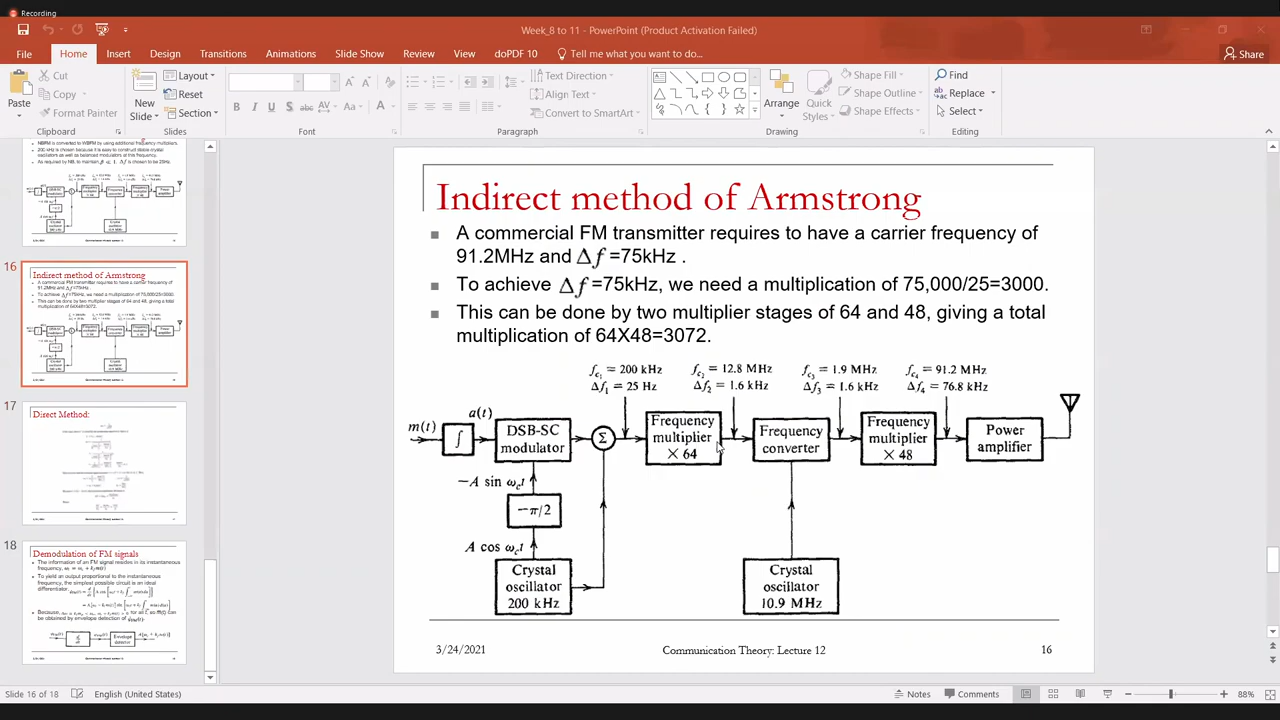 Recording
Week_8 to 11 - PowerPoint (Product Activation Failed)
File Home Insert Design Transitions Animations Slide Show Review View doPDF 10 Tell me what you want to do... Share
Paste
Cut
Copy
Format Painter
Clipboard
New
Slide
Layout
Reset
Section
Slides
B I U S abc AV Aa A
Font
Text Direction
Align Text
Convert to SmartArt
Paragraph
Arrange
Quick
Styles
Shape Fill
Shape Outline
Shape Effects
Drawing
Find
Replace
Select
Editing
16
Indirect method of Armstrong
17
Direct Method:
18
Demodulation of FM signals
Indirect method of Armstrong
A commercial FM transmitter requires to have a carrier frequency of
91.2MHz and Δf =75kHz .
To achieve Δf =75kHz, we need a multiplication of 75,000/25=3000.
This can be done by two multiplier stages of 64 and 48, giving a total
multiplication of 64X48=3072.
fc1 = 200 kHz fc2 = 12.8 MHz fc3 = 1.9 MHz fc4 = 91.2 MHz
Δf1 = 25 Hz Δf2 = 1.6 kHz Δf3 = 1.6 kHz Δf4 = 76.8 kHz
m(t)
∫
a(t)
DSB-SC
modulator
Σ
Frequency
multiplier
× 64
Frequency
converter
Frequency
multiplier
× 48
Power
amplifier
−A sin ωct
−π/2
A cos ωct
Crystal
oscillator
200 kHz
Crystal
oscillator
10.9 MHz
3/24/2021 Communication Theory: Lecture 12 16
Slide 16 of 18 English (United States) Notes Comments 88%